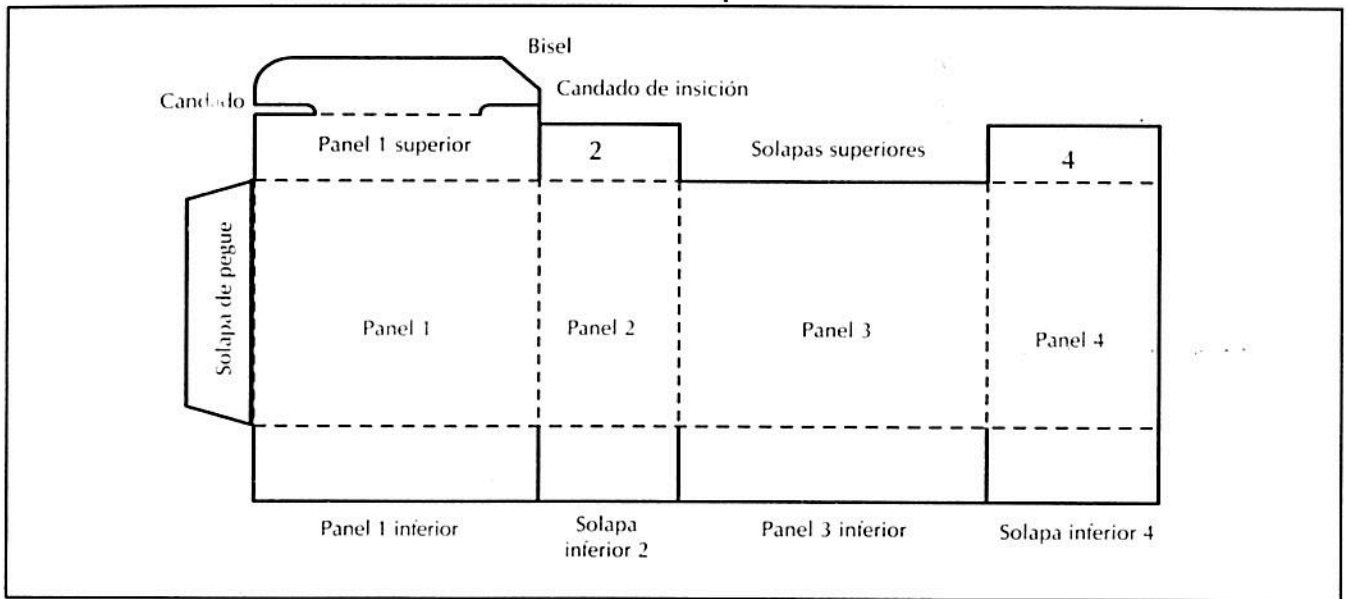 Bisel
Candado
Candado de insición
Panel 1 superior
2
Solapas superiores
4
Solapa de pegue
Panel 1
Panel 2
Panel 3
Panel 4
Panel 1 inferior
Solapa
inferior 2
Panel 3 inferior
Solapa inferior 4